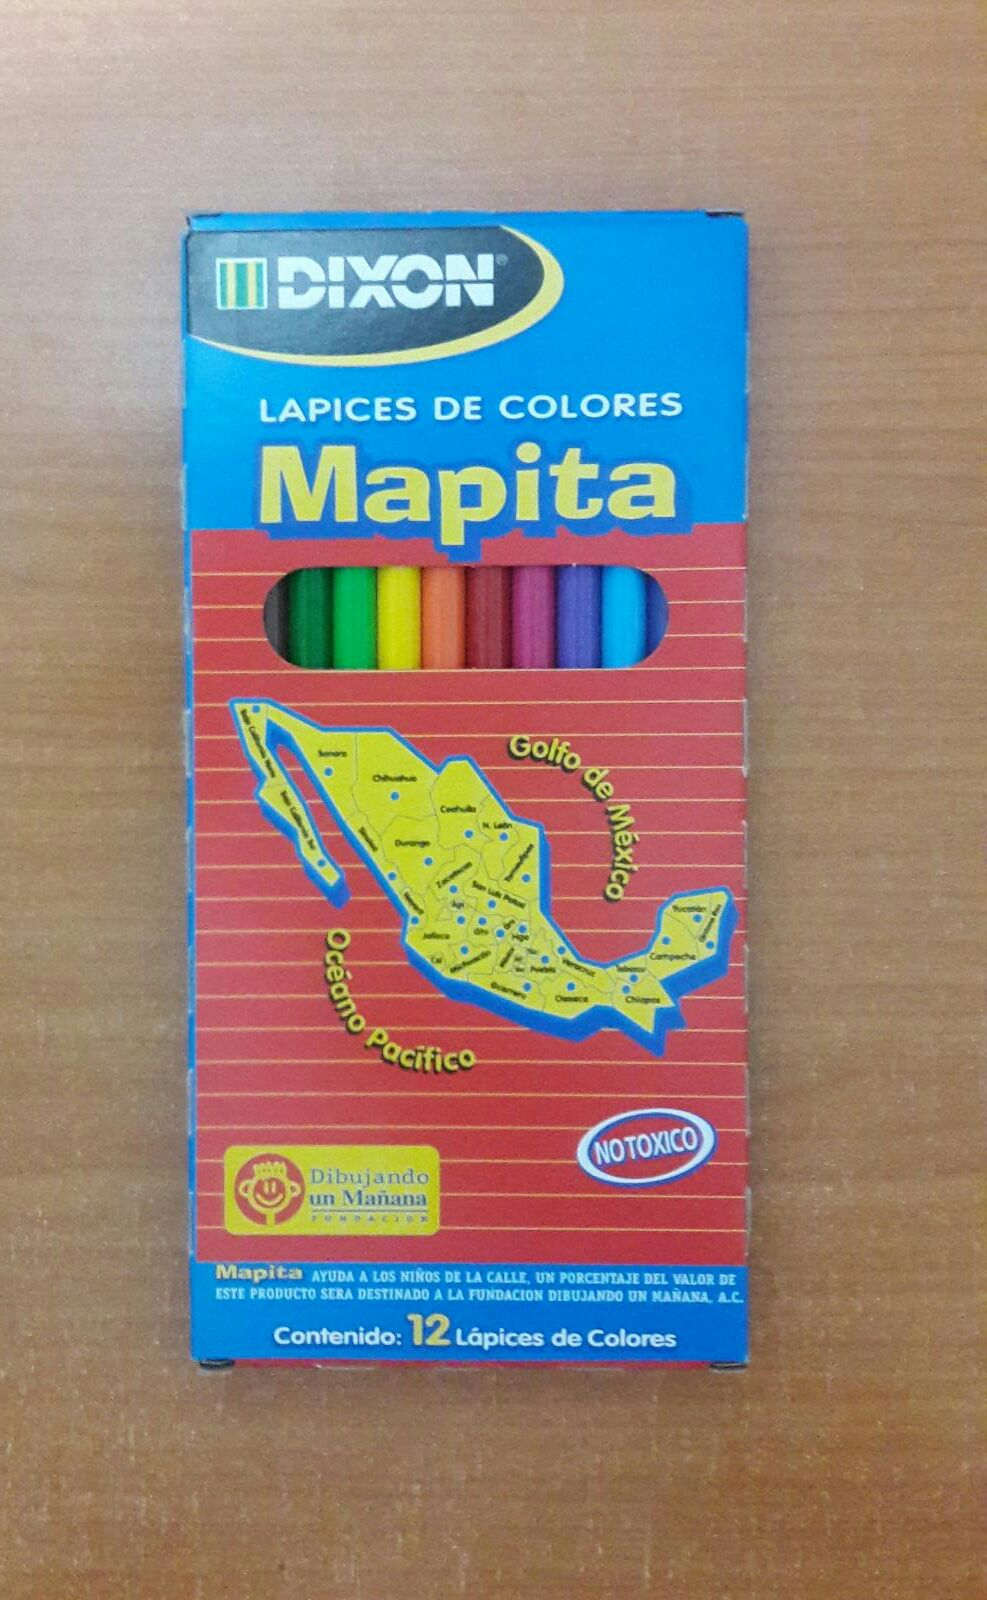 DIXON®
LAPICES DE COLORES
Mapita
Golfo de México
Sonora
Chihuahua
Coahuila
N. León
Durango
Zacatecas
San Luis Potosí
Ags
Gto
Hgo
Jalisco
Col
Michoacán
Puebla
Veracruz
Guerrero
Oaxaca
Tabasco
Chiapas
Campeche
Yucatán
Océano Pacífico
NO TOXICO
Dibujando
un Mañana
FUNDACION
Mapita AYUDA A LOS NIÑOS DE LA CALLE, UN PORCENTAJE DEL VALOR DE
ESTE PRODUCTO SERA DESTINADO A LA FUNDACION DIBUJANDO UN MAÑANA, A.C.
Contenido: 12 Lápices de Colores